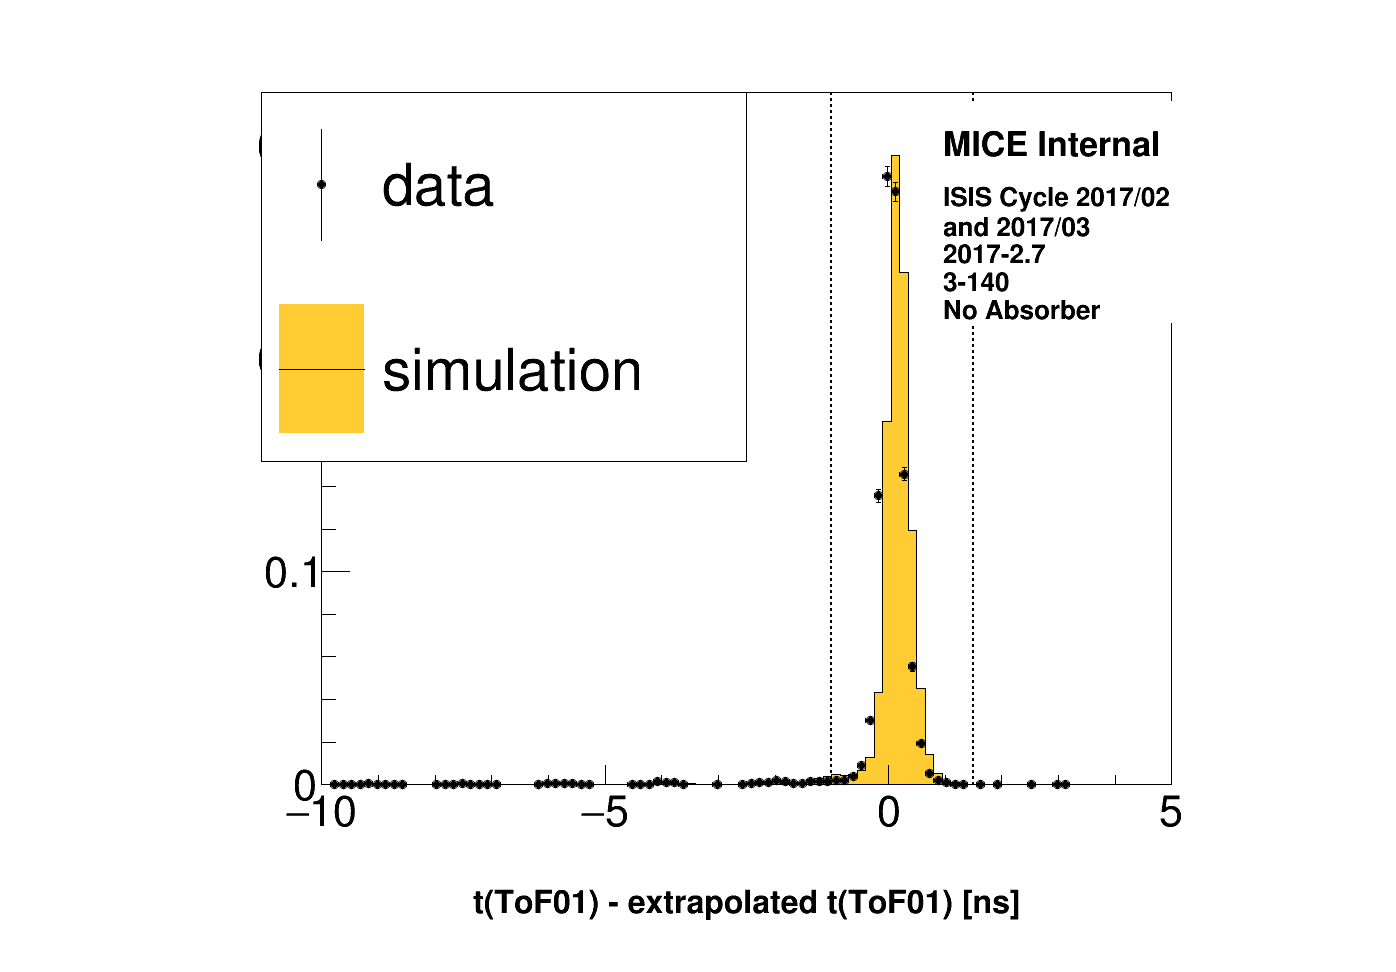 data
simulation
MICE Internal
ISIS Cycle 2017/02
and 2017/03
2017-2.7
3-140
No Absorber
0.1
0
−10 −5 0 5
t(ToF01) - extrapolated t(ToF01) [ns]